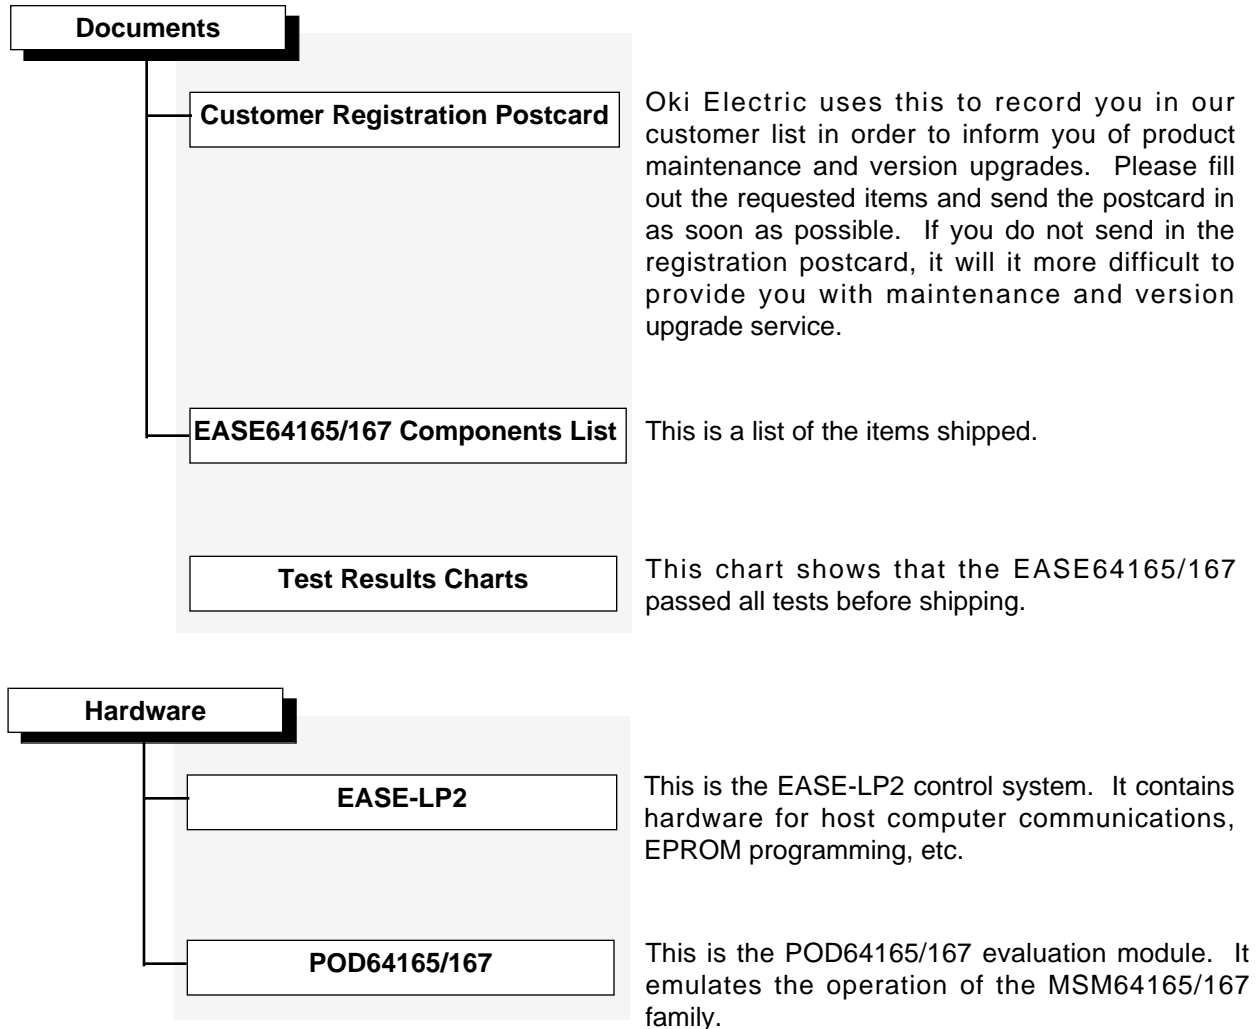 Documents
Customer Registration Postcard
Oki Electric uses this to record you in our
customer list in order to inform you of product
maintenance and version upgrades. Please fill
out the requested items and send the postcard in
as soon as possible. If you do not send in the
registration postcard, it will it more difficult to
provide you with maintenance and version
upgrade service.
EASE64165/167 Components List
This is a list of the items shipped.
Test Results Charts
This chart shows that the EASE64165/167
passed all tests before shipping.
Hardware
EASE-LP2
This is the EASE-LP2 control system. It contains
hardware for host computer communications,
EPROM programming, etc.
POD64165/167
This is the POD64165/167 evaluation module. It
emulates the operation of the MSM64165/167
family.